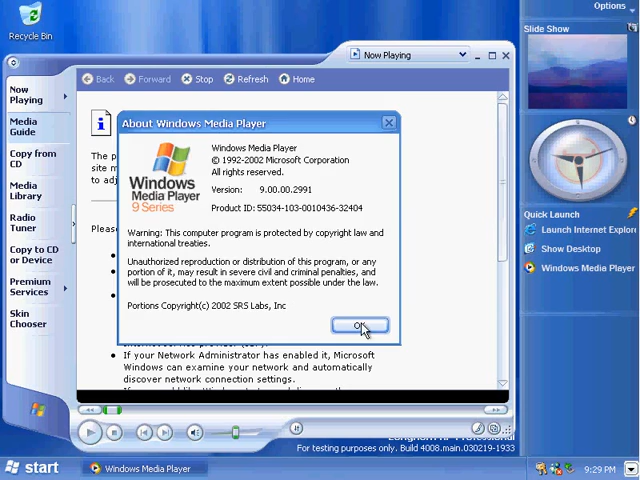 Options
Recycle Bin
Slide Show
Now Playing
Back
Forward
Stop
Refresh
Home
Now
Playing
Media
Guide
Copy from
CD
Media
Library
Radio
Tuner
Copy to CD
or Device
Premium
Services
Skin
Chooser
The p
site m
to adj
Pleas
About Windows Media Player
Windows
Media Player
9 Series
Windows Media Player
© 1992-2002 Microsoft Corporation
All rights reserved.
Version: 9.00.00.2991
Product ID: 55034-103-0010436-32404
Warning: This computer program is protected by copyright law and
international treaties.
Unauthorized reproduction or distribution of this program, or any
portion of it, may result in severe civil and criminal penalties, and
will be prosecuted to the maximum extent possible under the law.
Portions Copyright(c) 2002 SRS Labs, Inc
OK
If your Network Administrator has enabled it, Microsoft
Windows can examine your network and automatically
discover network connection settings.
Quick Launch
Launch Internet Explore
Show Desktop
Windows Media Player
For testing purposes only. Build 4008.main.030219-1933
start
Windows Media Player
9:29 PM